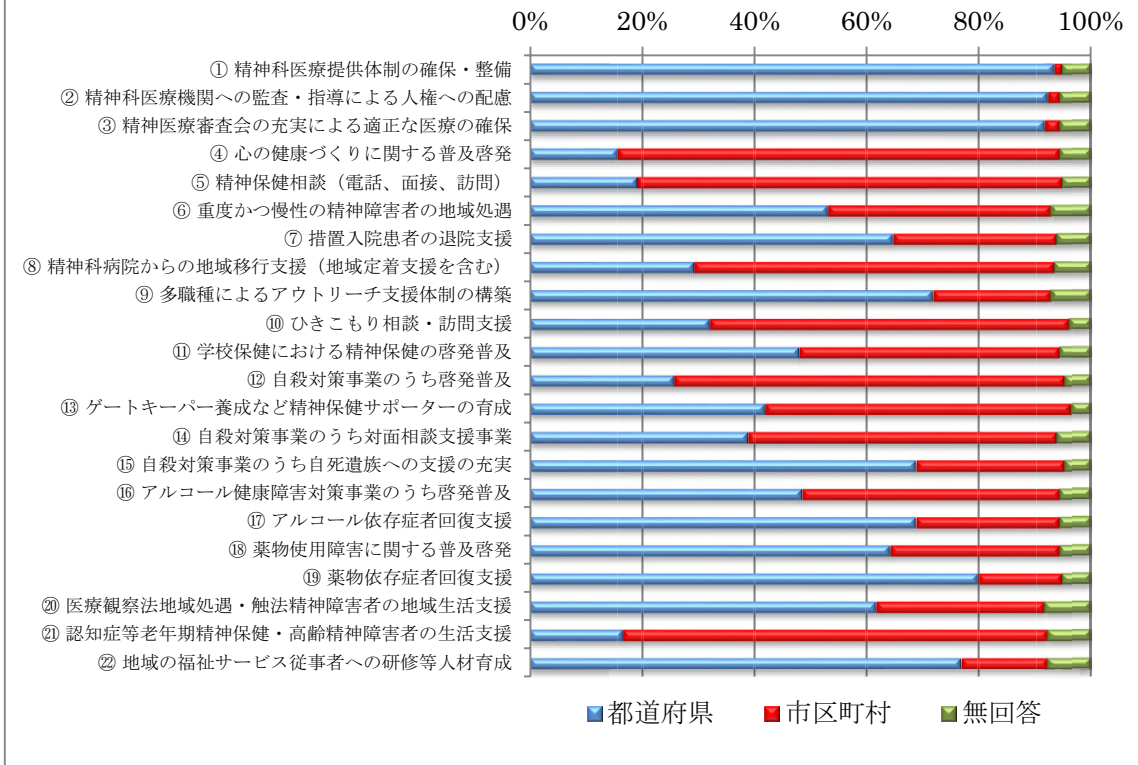 0% 20% 40% 60% 80% 100%
① 精神科医療提供体制の確保・整備
② 精神科医療機関への監査・指導による人権への配慮
③ 精神医療審査会の充実による適正な医療の確保
④ 心の健康づくりに関する普及啓発
⑤ 精神保健相談（電話、面接、訪問）
⑥ 重度かつ慢性の精神障害者の地域処遇
⑦ 措置入院患者の退院支援
⑧ 精神科病院からの地域移行支援（地域定着支援を含む）
⑨ 多職種によるアウトリーチ支援体制の構築
⑩ ひきこもり相談・訪問支援
⑪ 学校保健における精神保健の啓発普及
⑫ 自殺対策事業のうち啓発普及
⑬ ゲートキーパー養成など精神保健サポーターの育成
⑭ 自殺対策事業のうち対面相談支援事業
⑮ 自殺対策事業のうち自死遺族への支援の充実
⑯ アルコール健康障害対策事業のうち啓発普及
⑰ アルコール依存症者回復支援
⑱ 薬物使用障害に関する普及啓発
⑲ 薬物依存症者回復支援
⑳ 医療観察法地域処遇・触法精神障害者の地域生活支援
㉑ 認知症等老年期精神保健・高齢精神障害者の生活支援
㉒ 地域の福祉サービス従事者への研修等人材育成
都道府県 市区町村 無回答